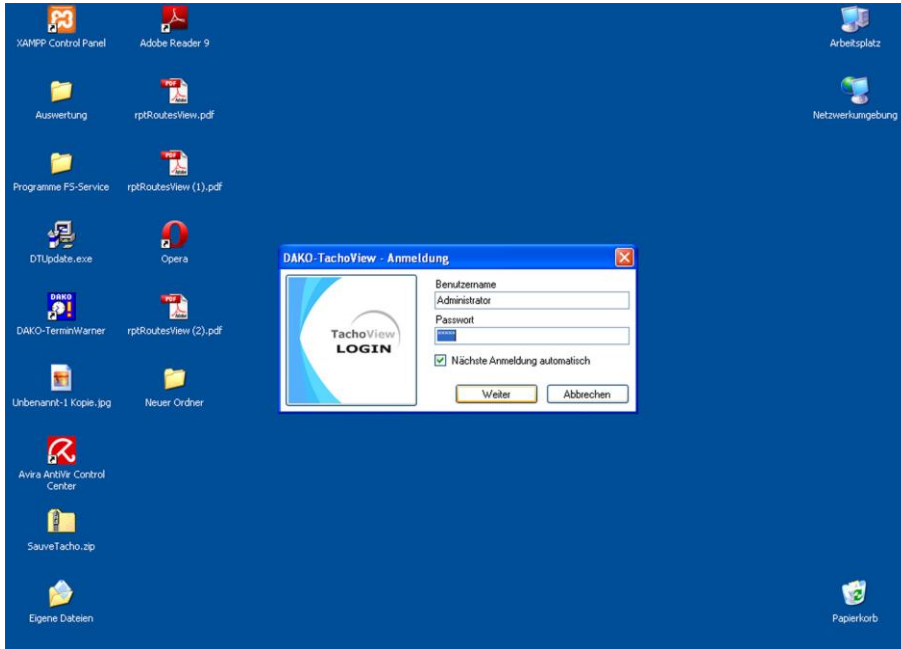 XAMPP Control Panel
Adobe Reader 9
Arbeitsplatz
Auswertung
rptRoutesView.pdf
Netzwerkumgebung
Programme FS-Service
rptRoutesView (1).pdf
DTUpdate.exe
Opera
DAKO-TachoView - Anmeldung
Benutzername
Administrator
Passwort
TachoView
LOGIN
Nächste Anmeldung automatisch
Weiter
Abbrechen
DAKO
DAKO-TerminWarner
rptRoutesView (2).pdf
Unbenannt-1 Kopie.jpg
Neuer Ordner
Avira AntiVir Control
Center
SauveTacho.zip
Eigene Dateien
Papierkorb